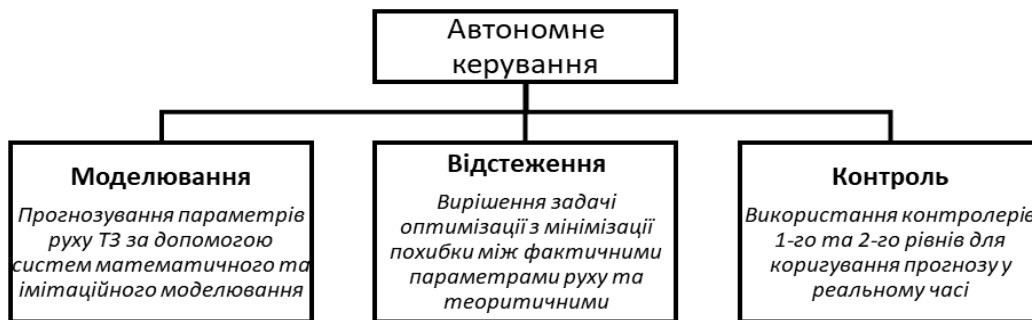 Автономне
керування
Моделювання
Прогнозування параметрів
руху ТЗ за допомогою
систем математичного та
імітаційного моделювання
Відстеження
Вирішення задачі
оптимізації з мінімізації
похибки між фактичними
параметрами руху та
теоритичними
Контроль
Використання контролерів
1-го та 2-го рівнів для
коригування прогнозу у
реальному часі